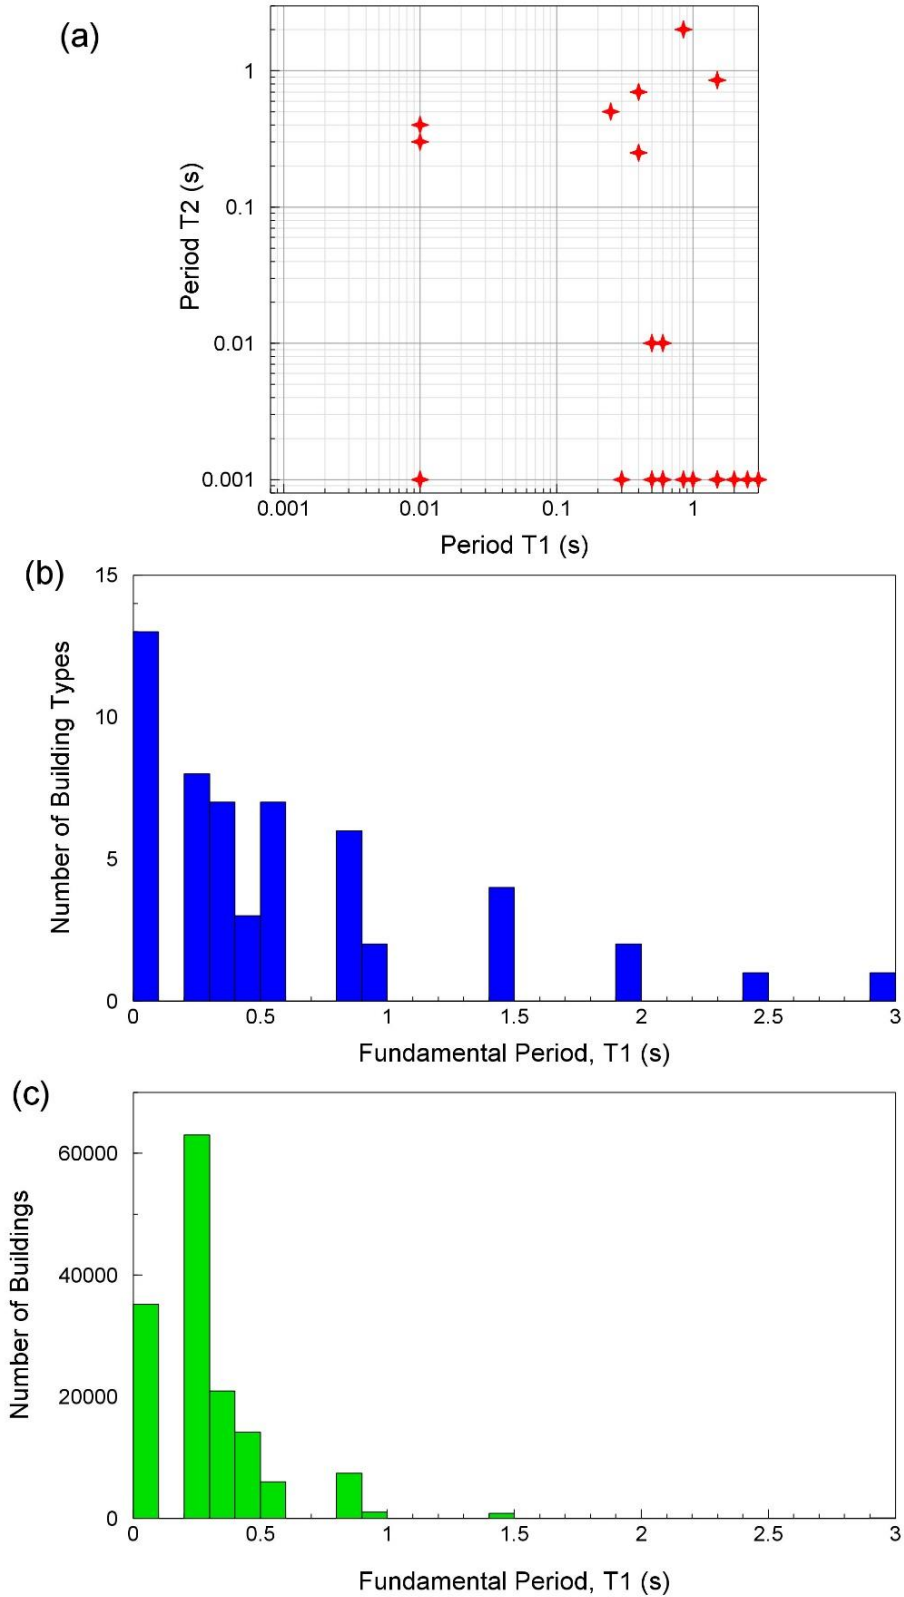 (a)
1
0.1
0.01
0.001
Period T2 (s)
0.001 0.01 0.1 1
Period T1 (s)
(b)
15
10
5
0
Number of Building Types
0 0.5 1 1.5 2 2.5 3
Fundamental Period, T1 (s)
(c)
60000
40000
20000
0
Number of Buildings
0 0.5 1 1.5 2 2.5 3
Fundamental Period, T1 (s)